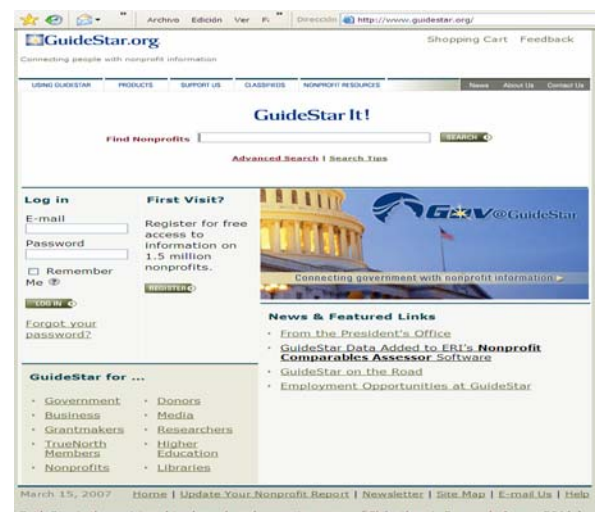 Archivo Edición Ver Dirección http://www.guidestar.org/
GuideStar.org Shopping Cart Feedback
Connecting people with nonprofit information
USING GUIDESTAR PRODUCTS SUPPORT US CLASSIFIEDS NONPROFIT RESOURCES News About Us Contact Us
GuideStar It!
Find Nonprofits SEARCH
Advanced Search | Search Tips
Log in
E-mail
Password
Remember
Me
LOG IN
Forgot your
password?
First Visit?
Register for free
access to
information on
1.5 million
nonprofits.
REGISTER
GOV@GuideStar
Connecting government with nonprofit information
News & Featured Links
· From the President's Office
· GuideStar Data Added to ERI's Nonprofit
Comparables Assessor Software
· GuideStar on the Road
· Employment Opportunities at GuideStar
GuideStar for ...
· Government
· Business
· Grantmakers
· TrueNorth
Members
· Nonprofits
· Donors
· Media
· Researchers
· Higher
Education
· Libraries
March 15, 2007 Home | Update Your Nonprofit Report | Newsletter | Site Map | E-mail Us | Help